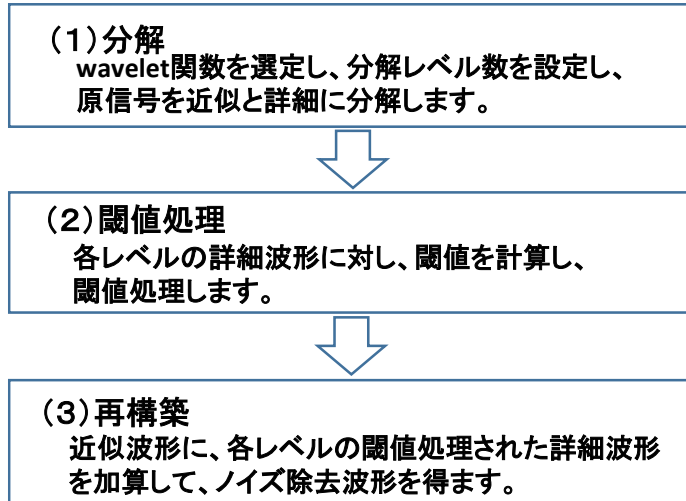 （１）分解
wavelet関数を選定し、分解レベル数を設定し、
原信号を近似と詳細に分解します。
（２）閾値処理
各レベルの詳細波形に対し、閾値を計算し、
閾値処理します。
（３）再構築
近似波形に、各レベルの閾値処理された詳細波形
を加算して、ノイズ除去波形を得ます。